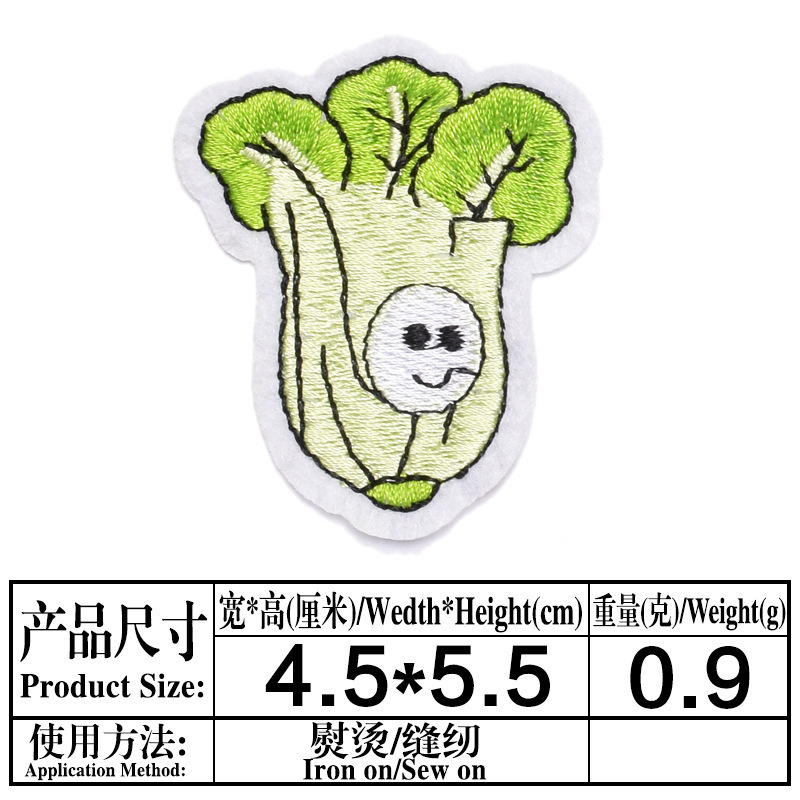 产品尺寸
Product Size:
宽*高(厘米)/Wedth*Height(cm)
重量(克)/Weight(g)
4.5*5.5
0.9
使用方法:
Application Method:
熨烫/缝纫
Iron on/Sew on